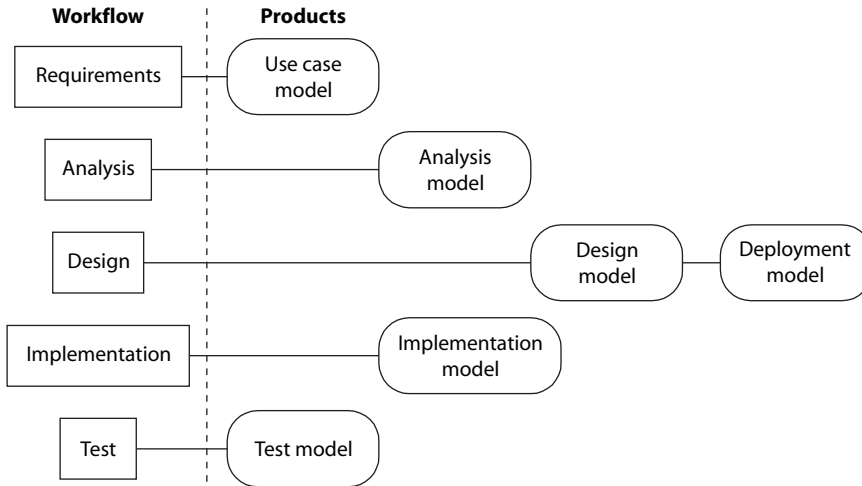 Workflow
Products
Requirements
Use case
model
Analysis
Analysis
model
Design
Design
model
Deployment
model
Implementation
Implementation
model
Test
Test model